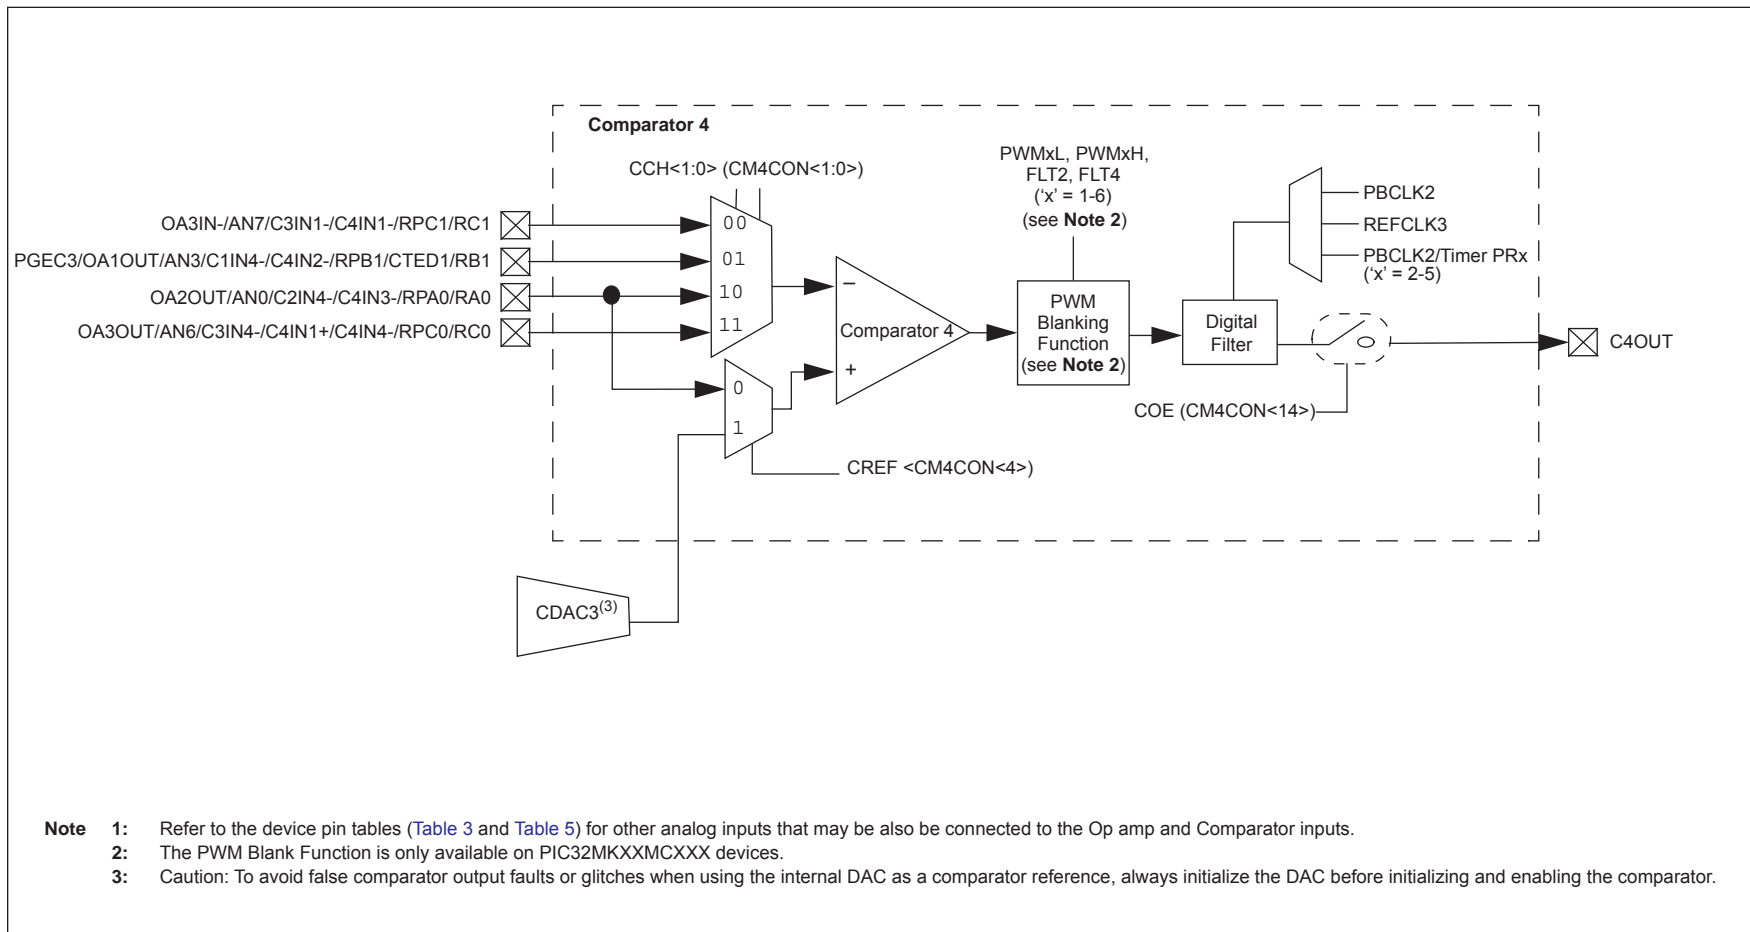 Comparator 4
CCH<1:0> (CM4CON<1:0>)
PWMxL, PWMxH,
FLT2, FLT4
(‘x’ = 1-6)
(see Note 2)
PBCLK2
REFCLK3
PBCLK2/Timer PRx
(‘x’ = 2-5)
OA3IN-/AN7/C3IN1-/C4IN1-/RPC1/RC1
PGEC3/OA1OUT/AN3/C1IN4-/C4IN2-/RPB1/CTED1/RB1
OA2OUT/AN0/C2IN4-/C4IN3-/RPA0/RA0
OA3OUT/AN6/C3IN4-/C4IN1+/C4IN4-/RPC0/RC0
00
01
10
11
–
Comparator 4
+
PWM
Blanking
Function
(see Note 2)
Digital
Filter
C4OUT
COE (CM4CON<14>)
0
1
CREF <CM4CON<4>)
CDAC3(3)
Note 1: Refer to the device pin tables (Table 3 and Table 5) for other analog inputs that may be also be connected to the Op amp and Comparator inputs.
2: The PWM Blank Function is only available on PIC32MKXXMCXXX devices.
3: Caution: To avoid false comparator output faults or glitches when using the internal DAC as a comparator reference, always initialize the DAC before initializing and enabling the comparator.